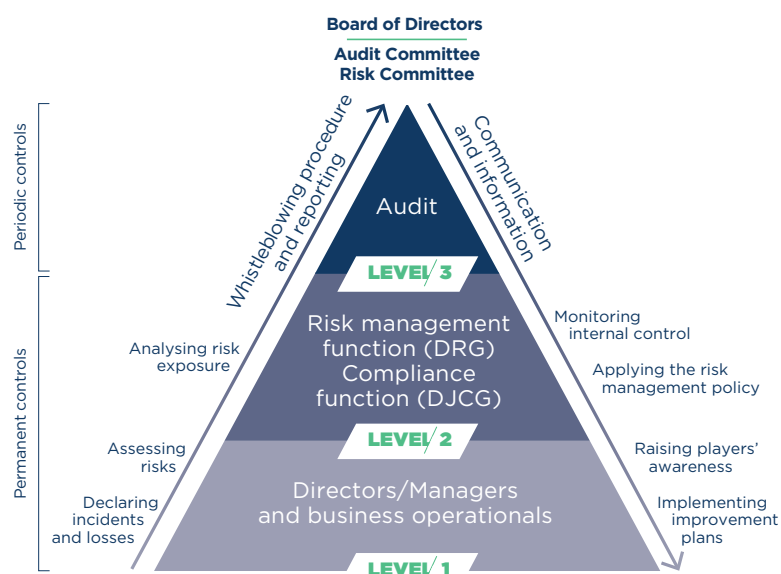 Board of Directors
Audit Committee
Risk Committee
Periodic controls
Whistleblowing procedure
and reporting
Communication
and information
Audit
LEVEL 3
Permanent controls
Analysing risk
exposure
Assessing
risks
Declaring
incidents
and losses
Risk management
function (DRG)
Compliance
function (DJCG)
LEVEL 2
Directors/Managers
and business operationals
LEVEL 1
Monitoring
internal control
Applying the risk
management policy
Raising players’
awareness
Implementing
improvement
plans